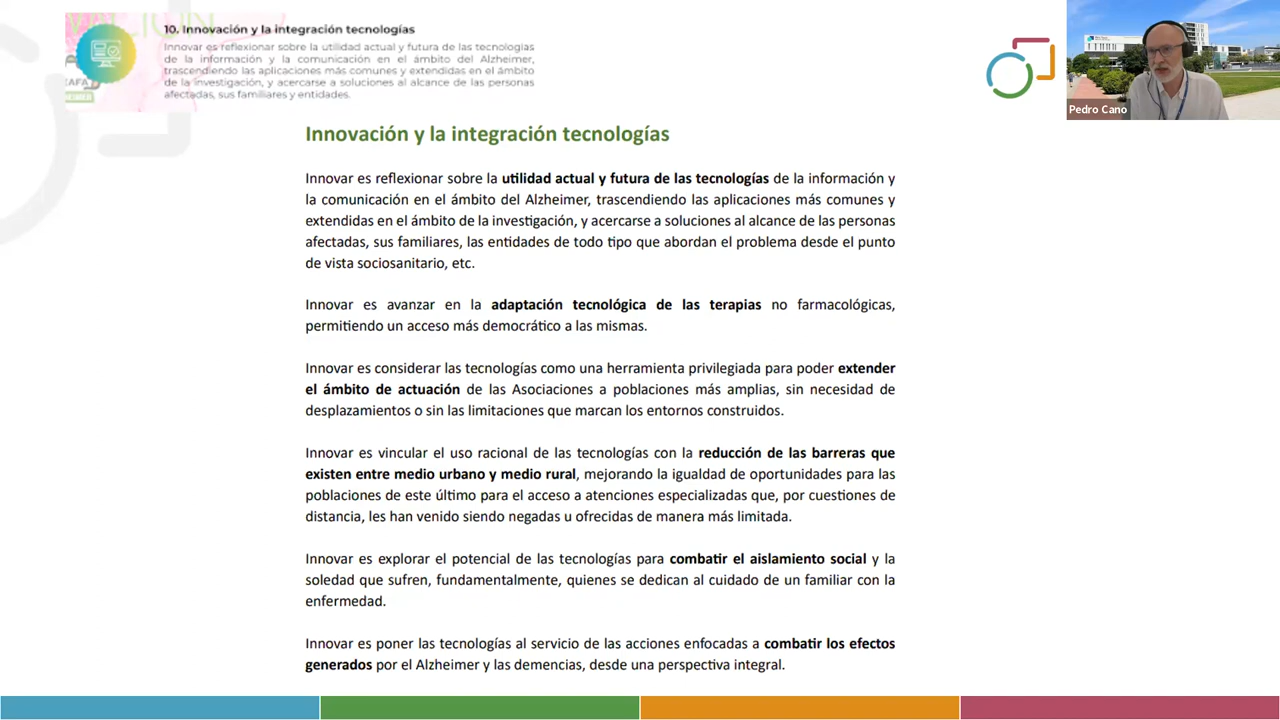 10. Innovación y la integración tecnologías
Innovar es reflexionar sobre la utilidad actual y futura de las tecnologías
de la información y la comunicación en el ámbito del Alzheimer,
trascendiendo las aplicaciones más comunes y extendidas en el ámbito
de la investigación, y acercarse a soluciones al alcance de las personas
afectadas, sus familiares y entidades.
Pedro Cano
Innovación y la integración tecnologías
Innovar es reflexionar sobre la utilidad actual y futura de las tecnologías de la información y
la comunicación en el ámbito del Alzheimer, trascendiendo las aplicaciones más comunes y
extendidas en el ámbito de la investigación, y acercarse a soluciones al alcance de las personas
afectadas, sus familiares, las entidades de todo tipo que abordan el problema desde el punto
de vista sociosanitario, etc.
Innovar es avanzar en la adaptación tecnológica de las terapias no farmacológicas,
permitiendo un acceso más democrático a las mismas.
Innovar es considerar las tecnologías como una herramienta privilegiada para poder extender
el ámbito de actuación de las Asociaciones a poblaciones más amplias, sin necesidad de
desplazamientos o sin las limitaciones que marcan los entornos construidos.
Innovar es vincular el uso racional de las tecnologías con la reducción de las barreras que
existen entre medio urbano y medio rural, mejorando la igualdad de oportunidades para las
poblaciones de este último para el acceso a atenciones especializadas que, por cuestiones de
distancia, les han venido siendo negadas u ofrecidas de manera más limitada.
Innovar es explorar el potencial de las tecnologías para combatir el aislamiento social y la
soledad que sufren, fundamentalmente, quienes se dedican al cuidado de un familiar con la
enfermedad.
Innovar es poner las tecnologías al servicio de las acciones enfocadas a combatir los efectos
generados por el Alzheimer y las demencias, desde una perspectiva integral.